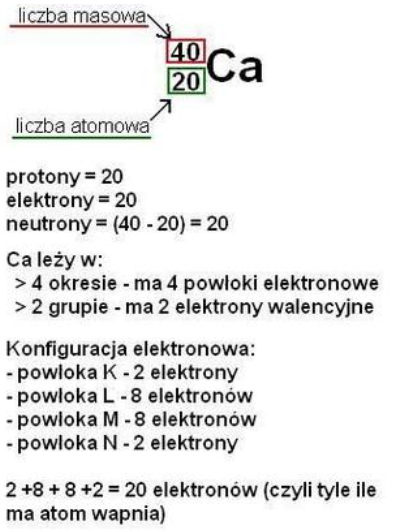 liczba masowa
40
20
Ca
liczba atomowa
protony = 20
elektrony = 20
neutrony = (40 - 20) = 20
Ca leży w:
> 4 okresie - ma 4 powloki elektronowe
> 2 grupie - ma 2 elektrony walencyjne
Konfiguracja elektronowa:
- powloka K - 2 elektrony
- powloka L - 8 elektronów
- powloka M - 8 elektronów
- powloka N - 2 elektrony
2 +8 + 8 +2 = 20 elektronów (czyli tyle ile
ma atom wapnia)